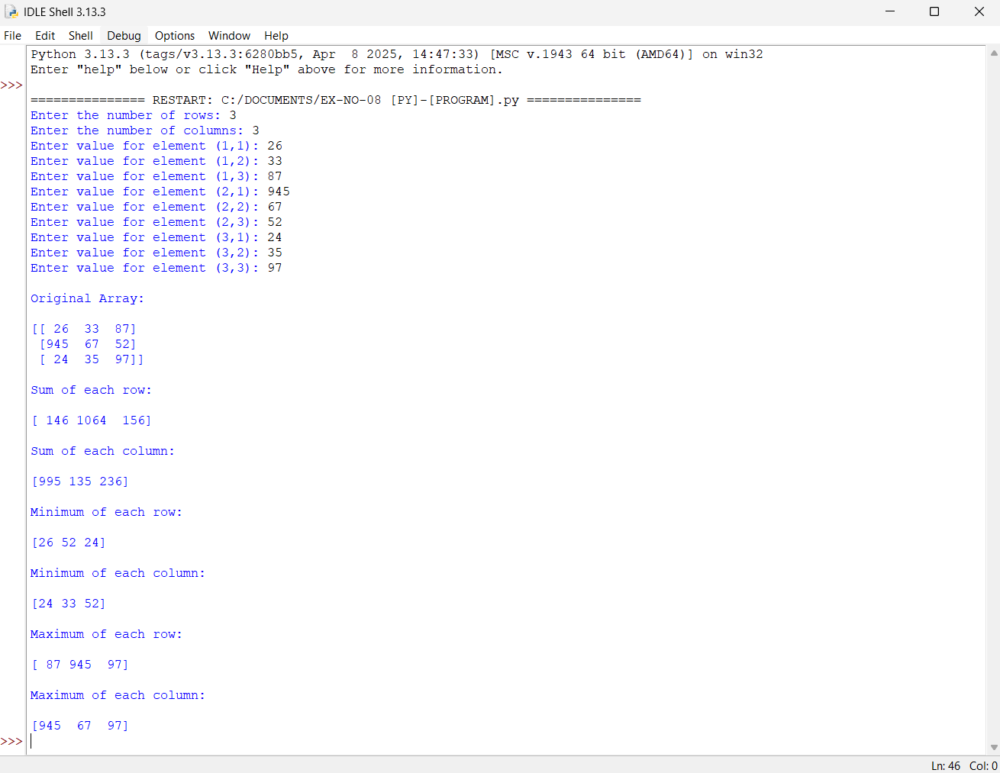 IDLE Shell 3.13.3
File Edit Shell Debug Options Window Help
Python 3.13.3 (tags/v3.13.3:6280bb5, Apr  8 2025, 14:47:33) [MSC v.1943 64 bit (AMD64)] on win32
Enter "help" below or click "Help" above for more information.
>>>
=============== RESTART: C:/DOCUMENTS/EX-NO-08 [PY]-[PROGRAM].py ===============
Enter the number of rows: 3
Enter the number of columns: 3
Enter value for element (1,1): 26
Enter value for element (1,2): 33
Enter value for element (1,3): 87
Enter value for element (2,1): 945
Enter value for element (2,2): 67
Enter value for element (2,3): 52
Enter value for element (3,1): 24
Enter value for element (3,2): 35
Enter value for element (3,3): 97
Original Array:
[[ 26  33  87]
 [945  67  52]
 [ 24  35  97]]
Sum of each row:
[ 146 1064  156]
Sum of each column:
[995 135 236]
Minimum of each row:
[26 52 24]
Minimum of each column:
[24 33 52]
Maximum of each row:
[ 87 945  97]
Maximum of each column:
[945  67  97]
>>>
Ln: 46 Col: 0